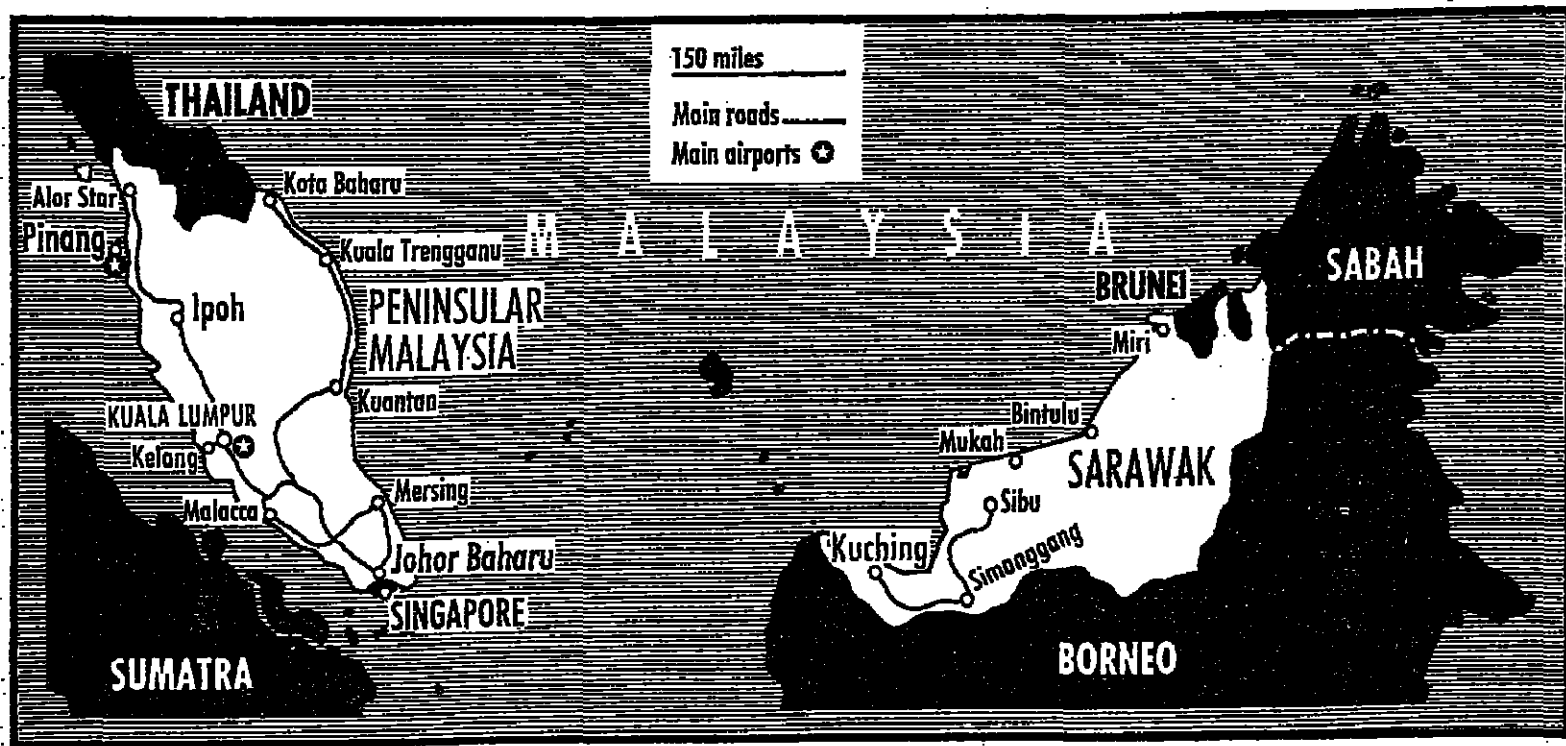 150 miles
Main roads
Main airports
THAILAND
Alor Star
Kota Baharu
Pinang
Kuala Trengganu
MALAYSIA
Ipoh
PENINSULAR
MALAYSIA
Kuantan
KUALA LUMPUR
Kelang
Malacca
Mersing
Johor Baharu
SINGAPORE
SUMATRA
SABAH
BRUNEI
Miri
Bintulu
Mukah
SARAWAK
Sibu
Kuching
Simanggang
BORNEO